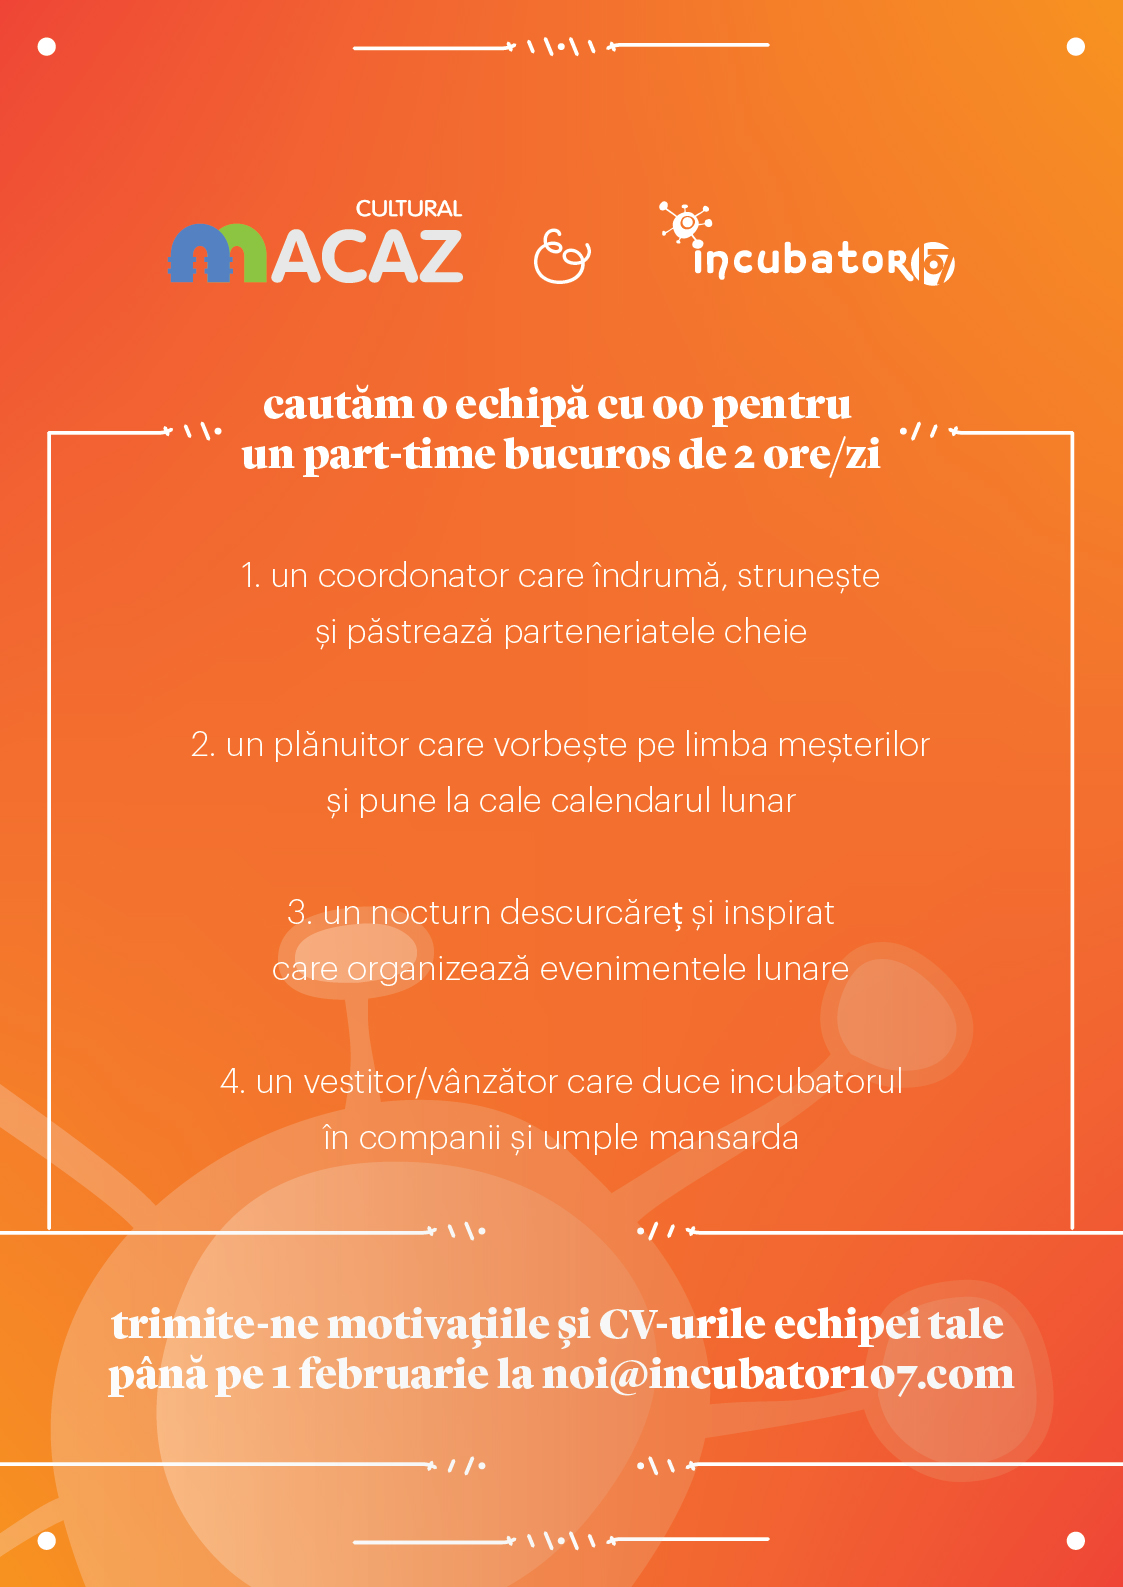 CULTURAL
MACAZ
&
incubator107
cautăm o echipă cu oo pentru
un part-time bucuros de 2 ore/zi
1. un coordonator care îndrumă, strunește
și păstrează parteneriatele cheie
2. un plănuitor care vorbește pe limba meșterilor
și pune la cale calendarul lunar
3. un nocturn descurcăreț și inspirat
care organizează evenimentele lunare
4. un vestitor/vânzător care duce incubatorul
în companii și umple mansarda
trimite-ne motivațiile și CV-urile echipei tale
până pe 1 februarie la noi@incubator107.com